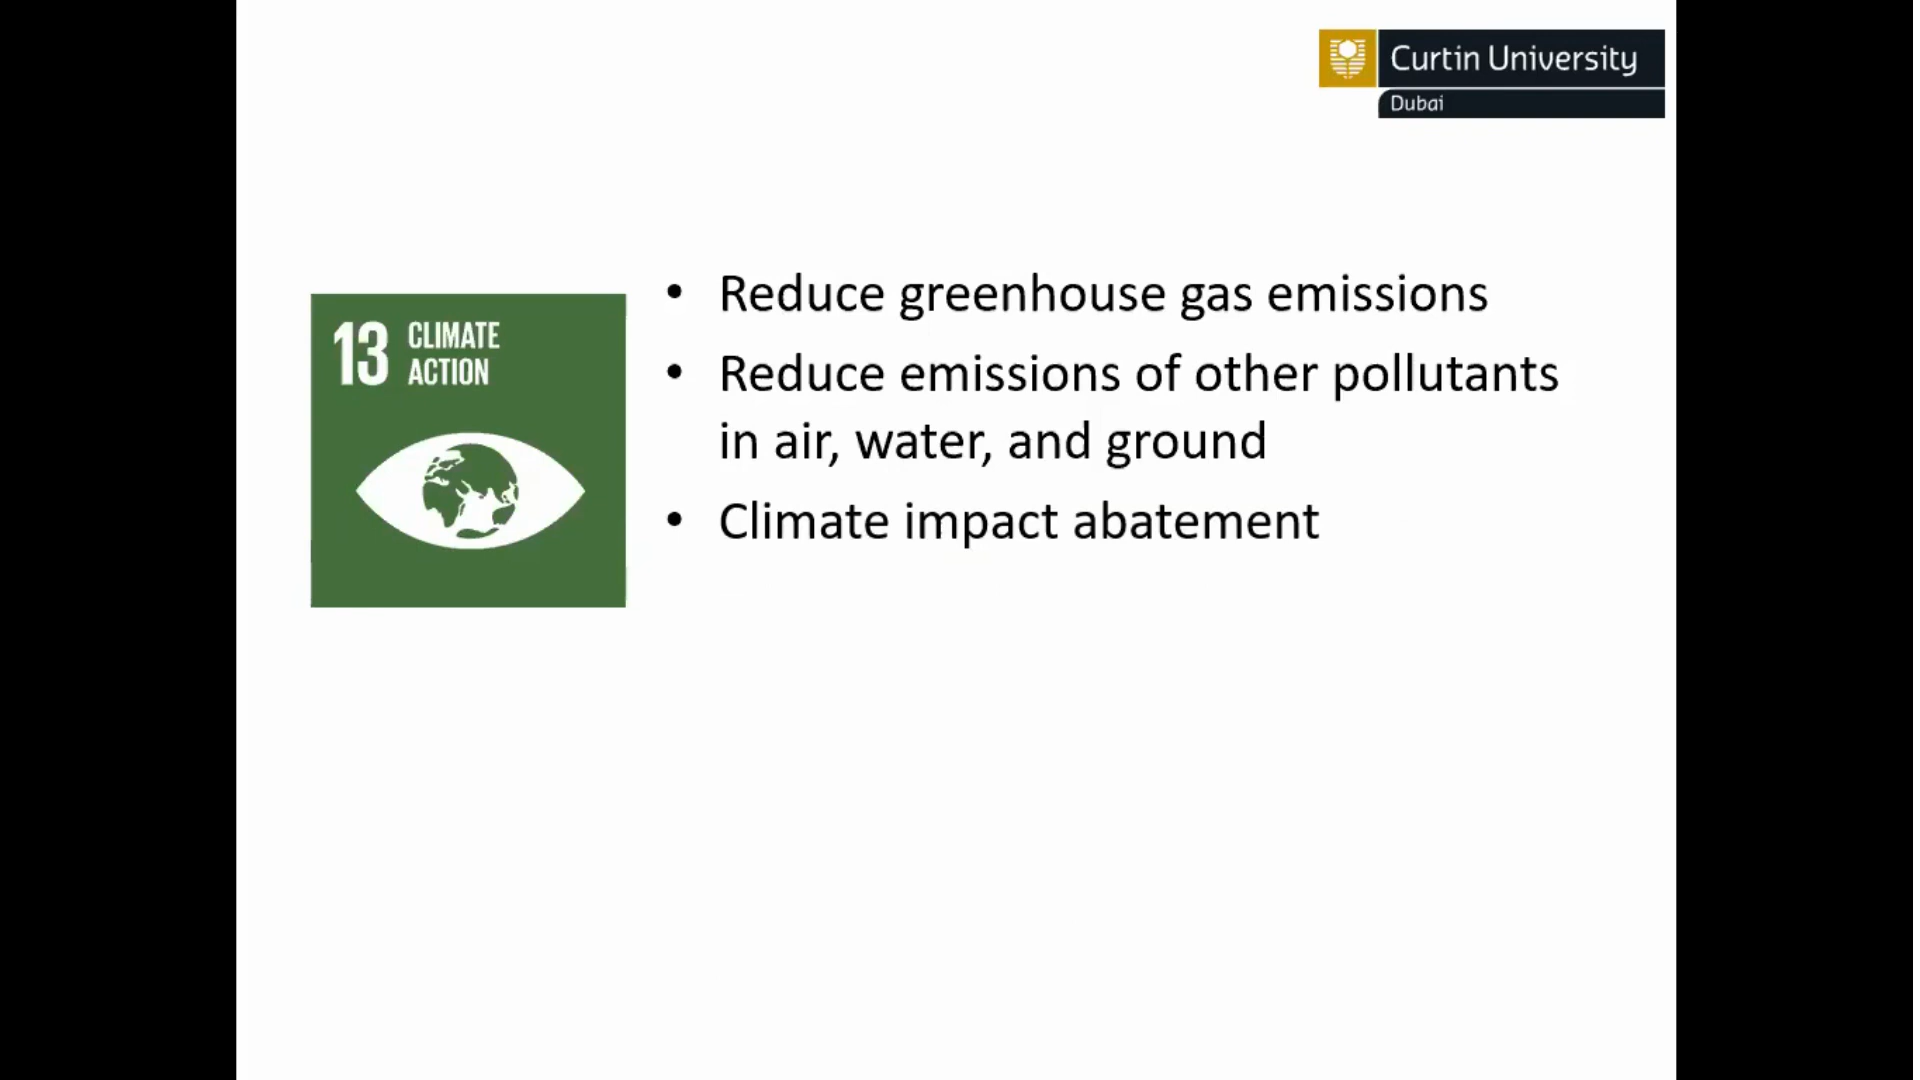 Curtin University
Dubai
13 CLIMATE
ACTION
• Reduce greenhouse gas emissions
• Reduce emissions of other pollutants
in air, water, and ground
• Climate impact abatement